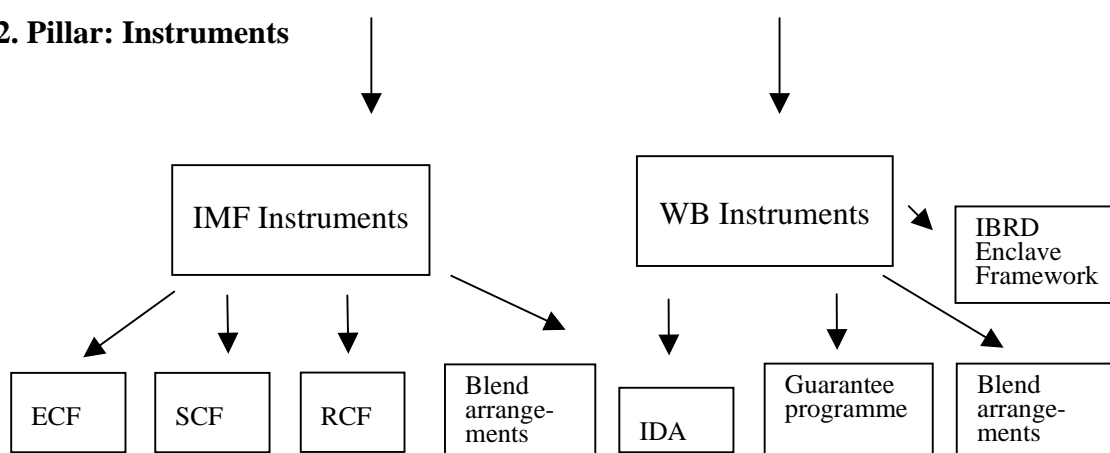 2. Pillar: Instruments
IMF Instruments
WB Instruments
IBRD
Enclave
Framework
ECF
SCF
RCF
Blend
arrange-
ments
IDA
Guarantee
programme
Blend
arrange-
ments